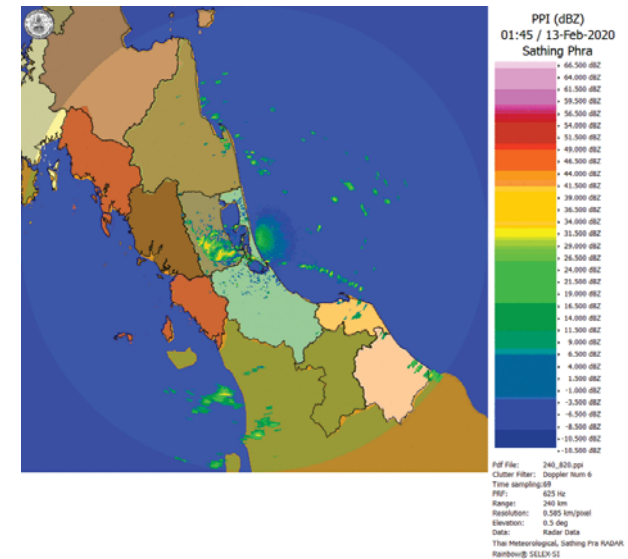 PPI (dBZ)
01:45 / 13-Feb-2020
Sathing Phra
66.500 dBZ
64.000 dBZ
61.500 dBZ
59.500 dBZ
56.500 dBZ
54.000 dBZ
51.500 dBZ
49.000 dBZ
46.500 dBZ
44.000 dBZ
41.500 dBZ
39.000 dBZ
36.500 dBZ
34.000 dBZ
31.500 dBZ
29.000 dBZ
26.500 dBZ
24.000 dBZ
21.500 dBZ
19.000 dBZ
16.500 dBZ
14.000 dBZ
11.500 dBZ
9.000 dBZ
6.500 dBZ
4.000 dBZ
1.500 dBZ
-1.000 dBZ
-3.500 dBZ
-6.500 dBZ
-8.500 dBZ
-10.500 dBZ
-10.500 dBZ
Pdf File: 240_820.ppi
Clutter Filter: Doppler Num 6
Time sampling:69
PRF: 625 Hz
Range: 240 km
Resolution: 0.585 km/pixel
Elevation: 0.5 deg
Data: Radar Data
Thai Meteorological, Sathing Pra RADAR
Rainbow® SELEX-SI